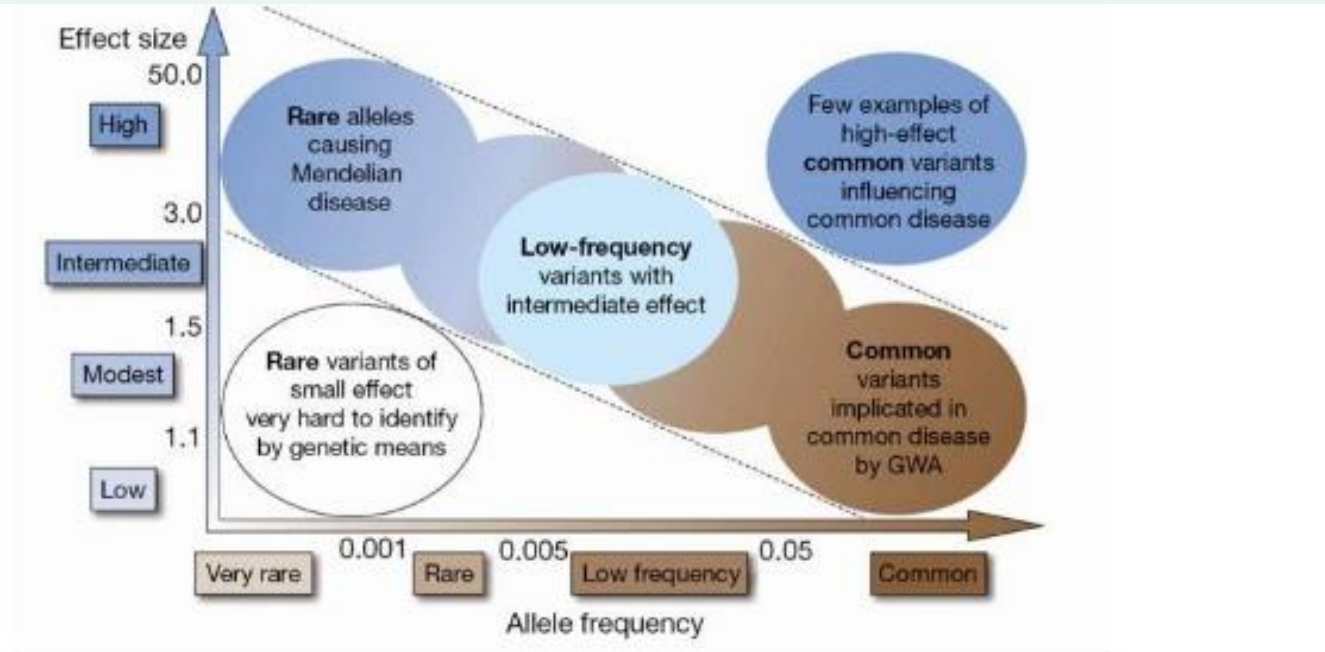 Effect size
50.0
High
3.0
Intermediate
1.5
Modest
1.1
Low
Rare alleles
causing
Mendelian
disease
Few examples of
high-effect
common variants
influencing
common disease
Low-frequency
variants with
intermediate effect
Rare variants of
small effect
very hard to identify
by genetic means
Common
variants
implicated in
common disease
by GWA
0.001
0.005
0.05
Very rare
Rare
Low frequency
Common
Allele frequency